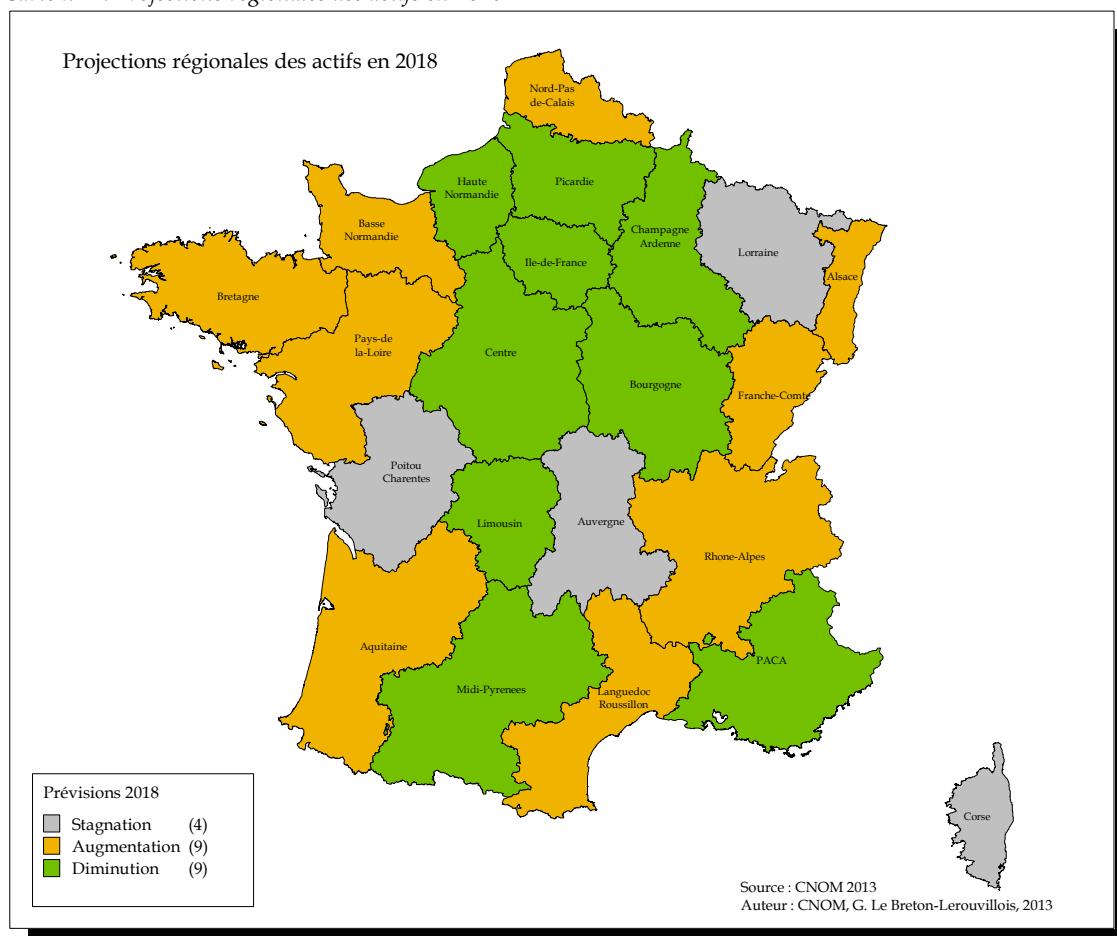 Projections régionales des actifs en 2018
Nord-Pas
de-Calais
Haute
Normandie
Picardie
Basse
Normandie
Champagne
Ardenne
Lorraine
Ile-de-France
Alsace
Bretagne
Pays-de
la-Loire
Centre
Bourgogne
Franche-Comte
Poitou
Charentes
Limousin
Auvergne
Rhone-Alpes
Aquitaine
Midi-Pyrenees
Languedoc
Roussillon
PACA
Corse
Prévisions 2018
Stagnation (4)
Augmentation (9)
Diminution (9)
Source : CNOM 2013
Auteur : CNOM, G. Le Breton-Lerouvillois, 2013